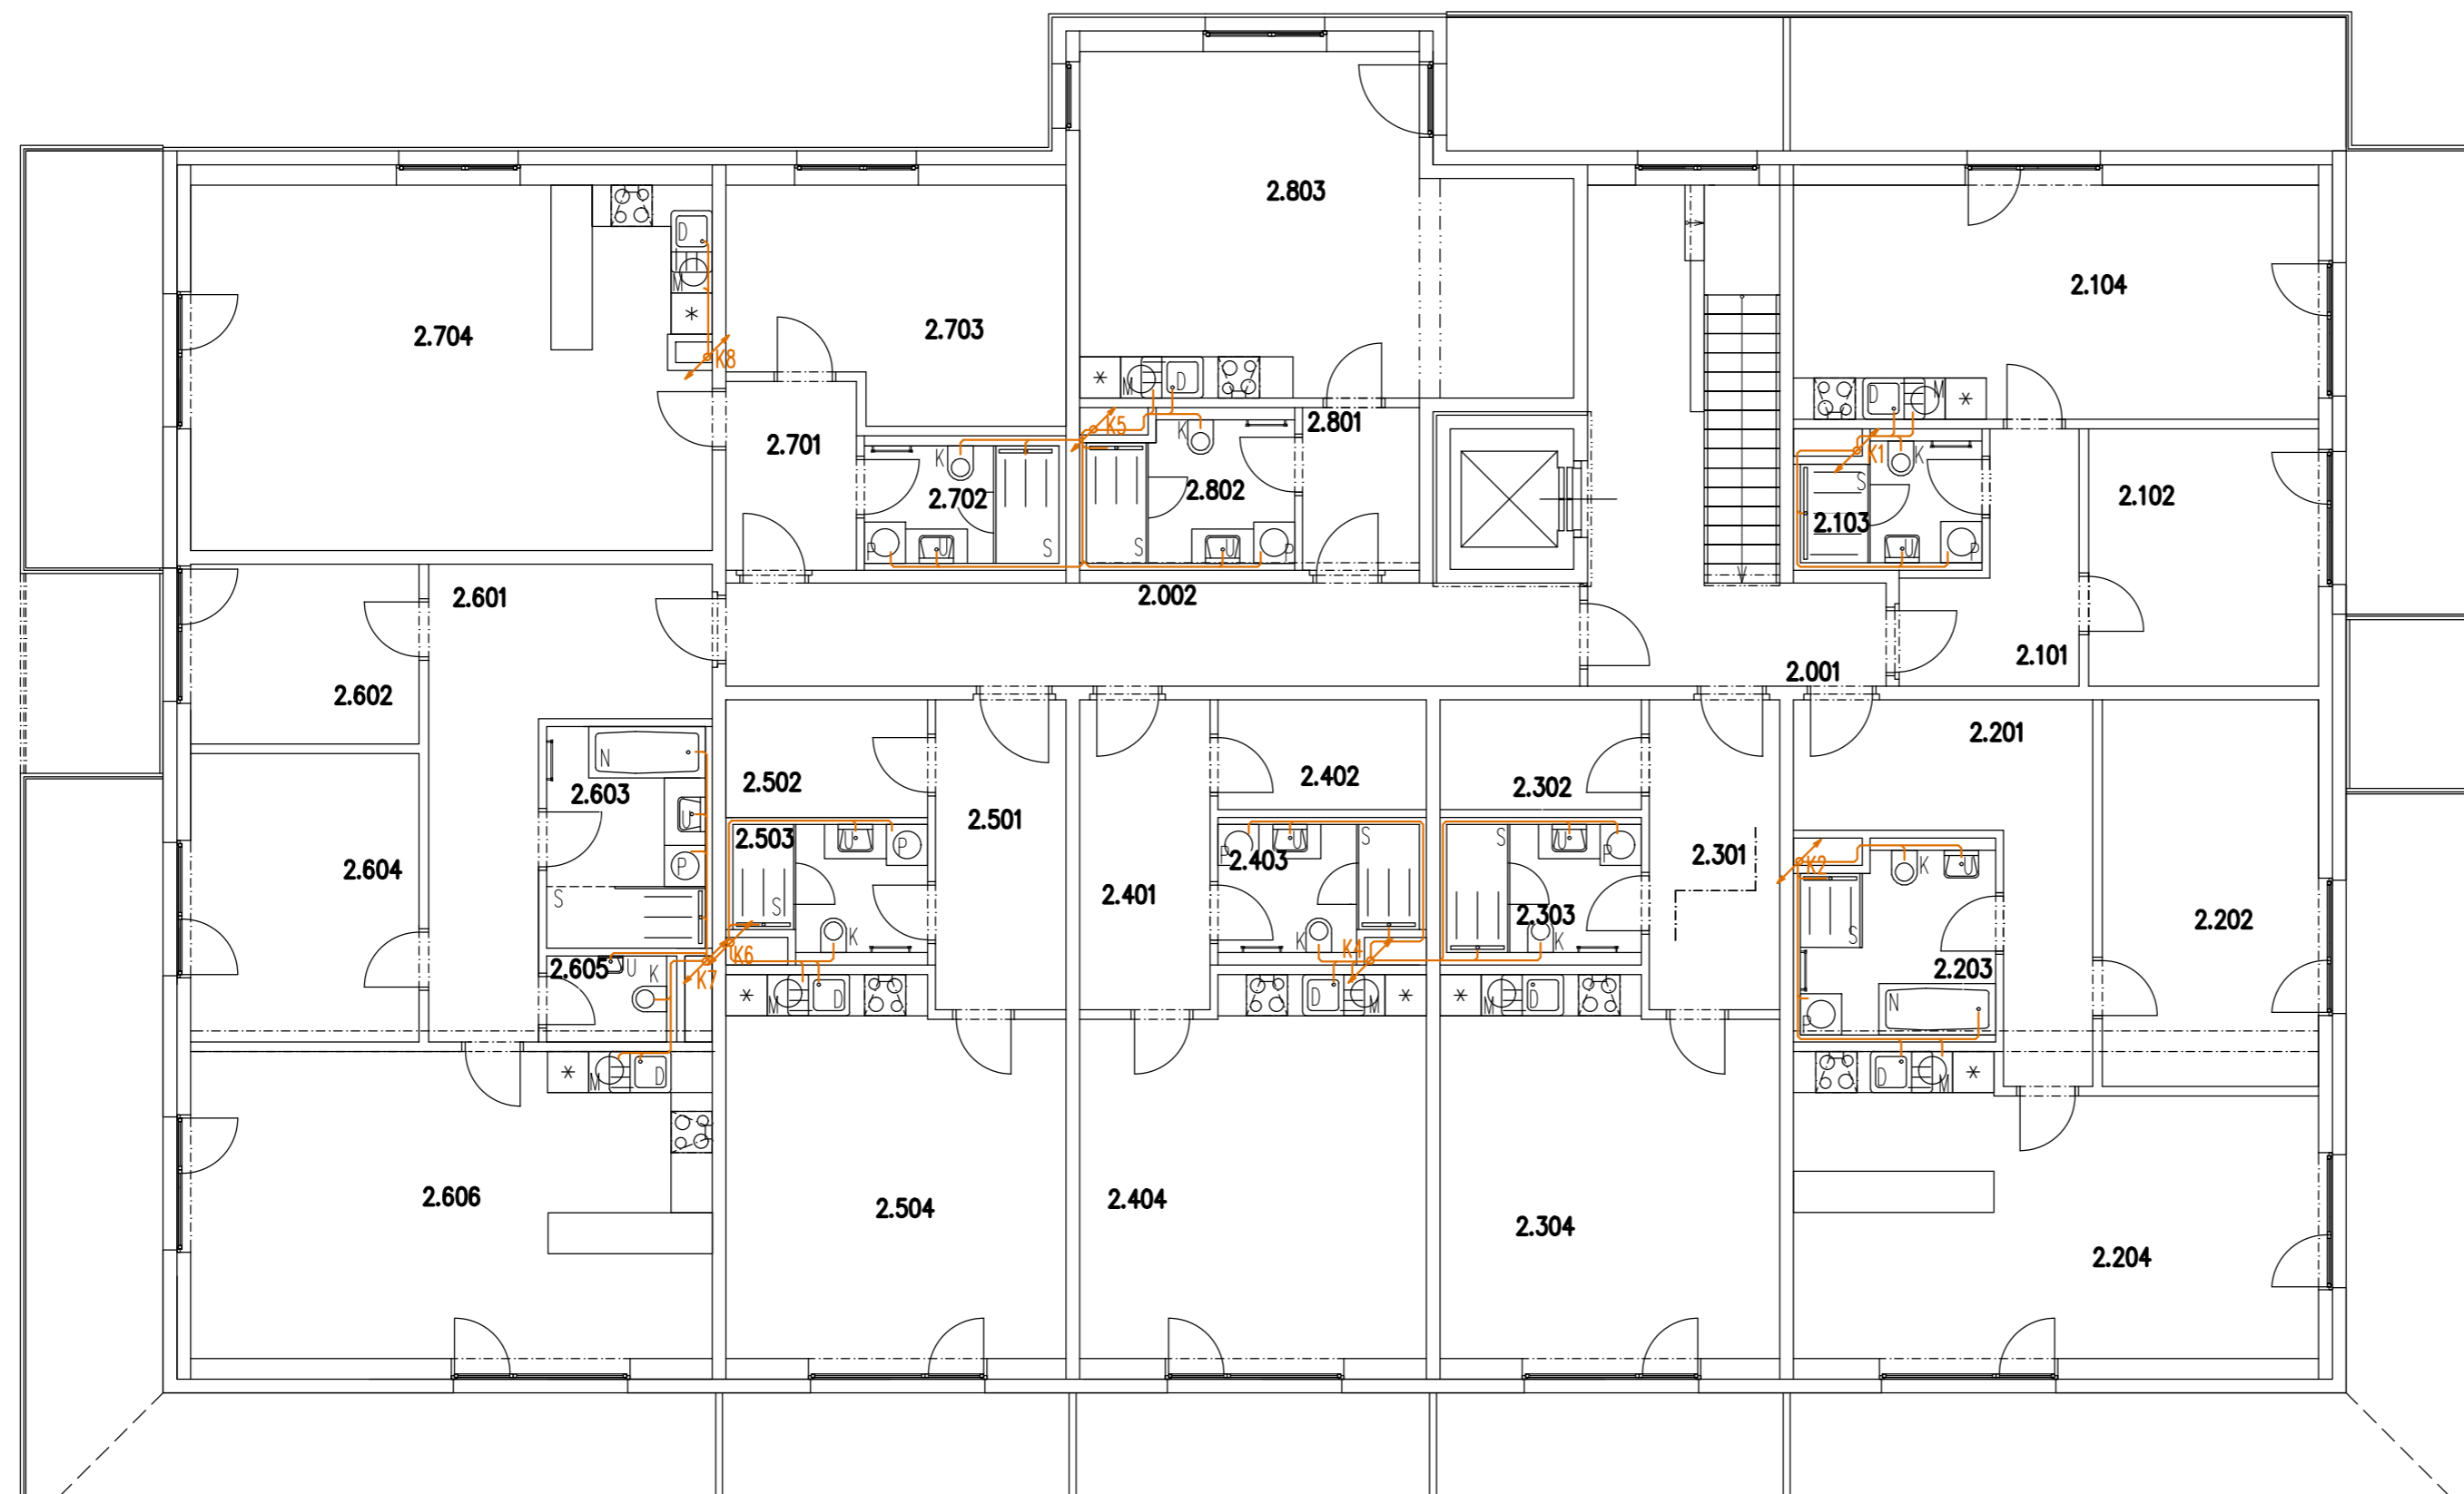 2.803
D
2.104
2.704
M
2.703
K8
M
D
D
M
2.701
K5
2.801
K
K
K1
K
2.702
2.802
S
2.102
2.103
P
U
S
S
U
P
U
P
2.601
2.002
2.101
2.602
2.001
2.201
N
2.603
2.502
2.402
2.302
U
2.501
2.503
U
P
P
U
S
S
U
P
2.403
2.301
P
2.604
K2
K
U
S
2.401
S
2.303
2.202
K
K
K4
K
S
2.605
U
K
K6
K7
2.203
N
M
D
D
M
M
D
P
M
D
D
M
2.606
2.504
2.404
2.304
2.204